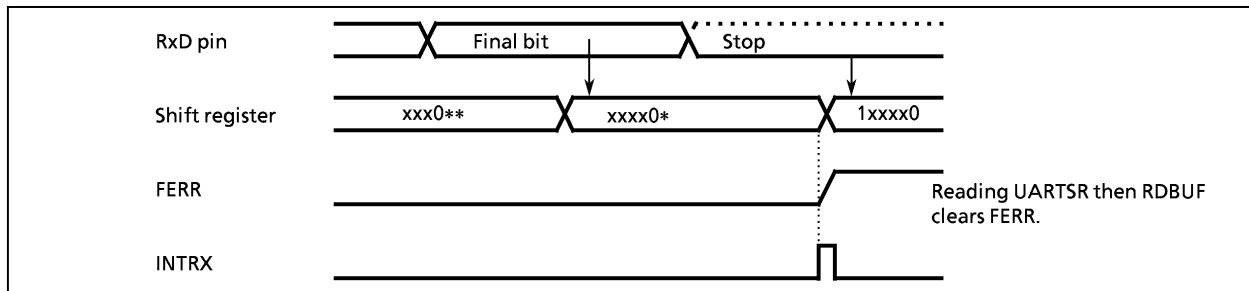 RxD pin
Final bit
Stop
Shift register
xxx0**
xxxx0*
1xxxx0
FERR
Reading UARTSR then RDBUF
clears FERR.
INTRX